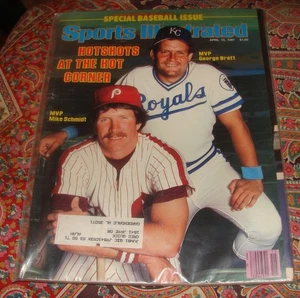 SPECIAL BASEBALL ISSUE
Sports Illustrated
HOTSHOTS
AT THE HOT
CORNER
MVP
George Brett
KC
Royals
MVP
Mike Schmidt
P